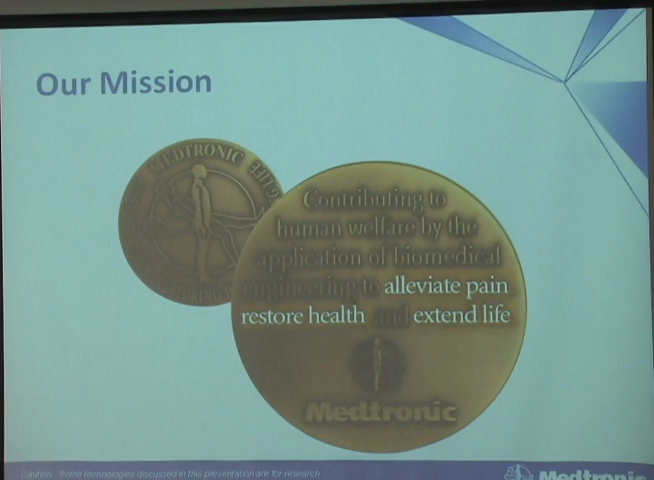 Our Mission
MEDTRONIC
LIFE
Contributing to
human welfare by the
application of biomedical
engineering to alleviate pain
restore health and extend life
Medtronic
Caution - Some technologies discussed in this presentation are for research
Medtronic